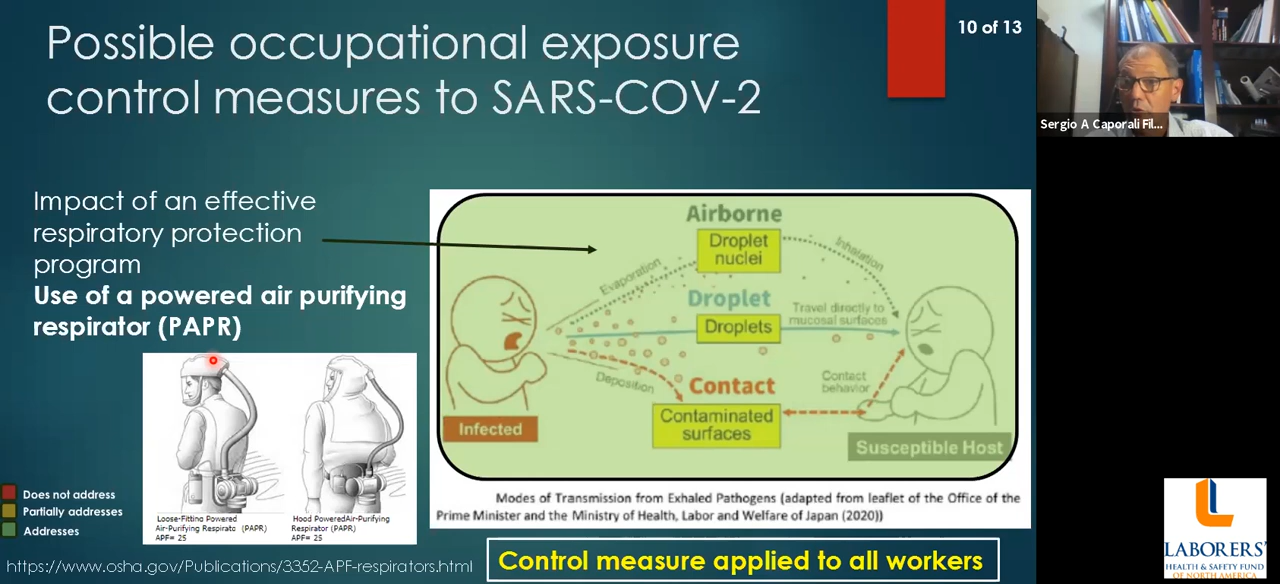 Possible occupational exposure
control measures to SARS-COV-2
10 of 13
Sergio A Caporali Fil...
Impact of an effective
respiratory protection
program
Use of a powered air purifying
respirator (PAPR)
Airborne
Droplet
nuclei
Evaporation
Inhalation
Droplet
Droplets
Travel directly to
mucosal surfaces
Deposition
Contact
Contaminated
surfaces
Contact
behavior
Infected
Susceptible Host
Does not address
Partially addresses
Addresses
Loose-Fitting Powered
Air-Purifying Respirato (PAPR)
APF= 25
Hood PoweredAir-Purifying
Respirator (PAPR)
APF= 25
Modes of Transmission from Exhaled Pathogens (adapted from leaflet of the Office of the
Prime Minister and the Ministry of Health, Labor and Welfare of Japan (2020))
https://www.osha.gov/Publications/3352-APF-respirators.html
Control measure applied to all workers
LABORERS'
HEALTH & SAFETY FUND
OF NORTH AMERICA